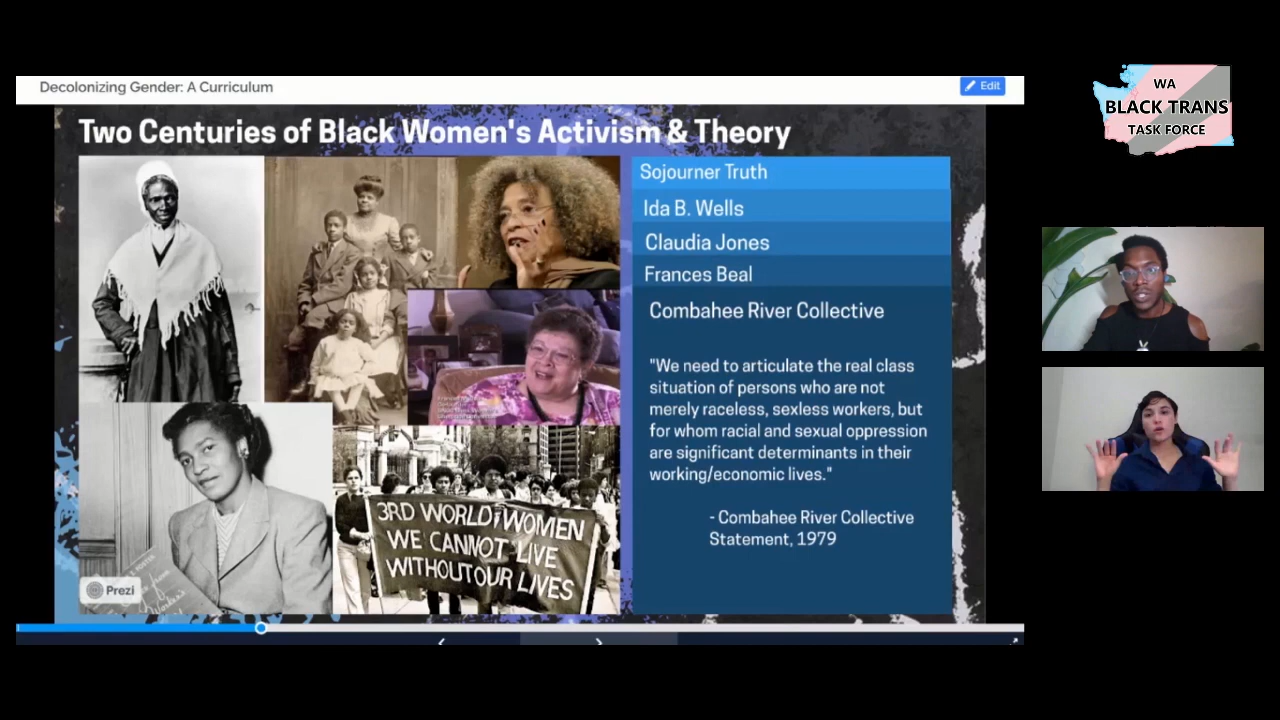 Decolonizing Gender: A Curriculum
Edit
WA
BLACK TRANS
TASK FORCE
Two Centuries of Black Women's Activism & Theory
Sojourner Truth
Ida B. Wells
Claudia Jones
Frances Beal
Combahee River Collective
"We need to articulate the real class
situation of persons who are not
merely raceless, sexless workers, but
for whom racial and sexual oppression
are significant determinants in their
working/economic lives."
- Combahee River Collective
Statement, 1979
3RD WORLD WOMEN
WE CANNOT LIVE
WITHOUT OUR LIVES
Prezi